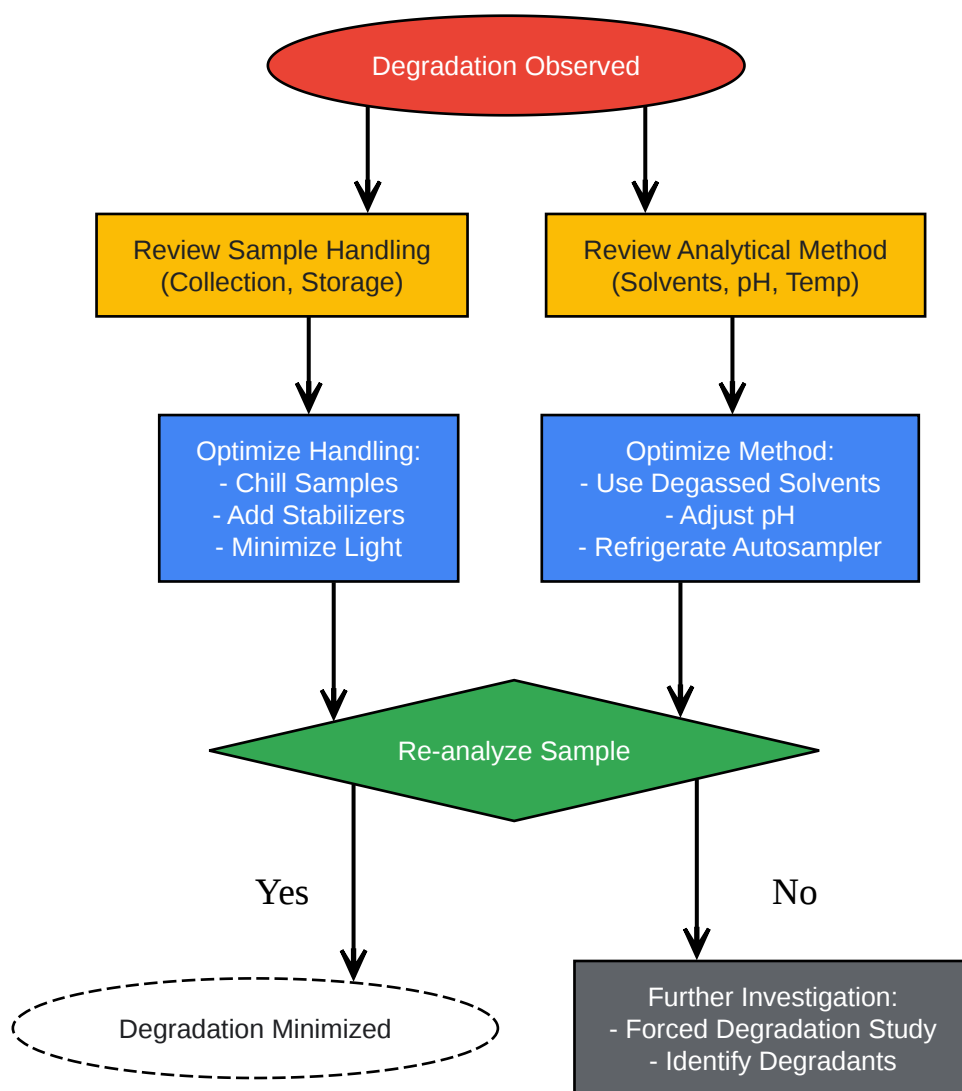 Degradation Observed
Review Sample Handling
(Collection, Storage)
Review Analytical Method
(Solvents, pH, Temp)
Optimize Handling:
- Chill Samples
- Add Stabilizers
- Minimize Light
Optimize Method:
- Use Degassed Solvents
- Adjust pH
- Refrigerate Autosampler
Re-analyze Sample
Yes
No
Degradation Minimized
Further Investigation:
- Forced Degradation Study
- Identify Degradants